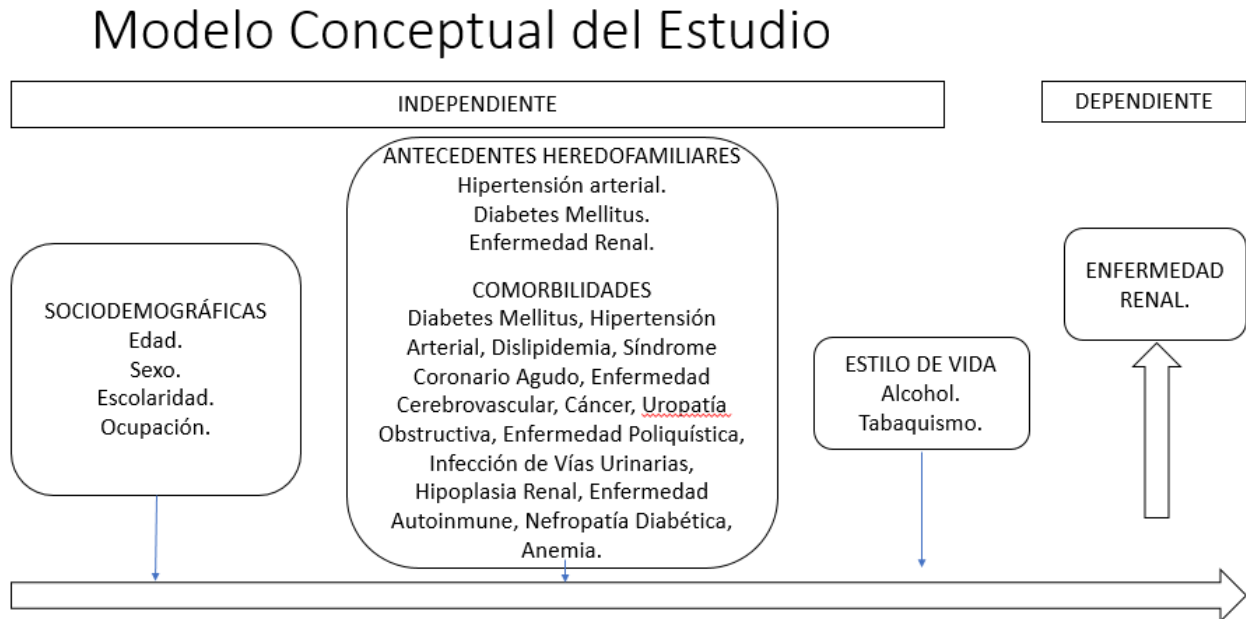 Modelo Conceptual del Estudio
INDEPENDIENTE
DEPENDIENTE
SOCIODEMOGRÁFICAS
Edad.
Sexo.
Escolaridad.
Ocupación.
ANTECEDENTES HEREDOFAMILIARES
Hipertensión arterial.
Diabetes Mellitus.
Enfermedad Renal.
COMORBILIDADES
Diabetes Mellitus, Hipertensión
Arterial, Dislipidemia, Síndrome
Coronario Agudo, Enfermedad
Cerebrovascular, Cáncer, Uropatía
Obstructiva, Enfermedad Poliquística,
Infección de Vías Urinarias,
Hipoplasia Renal, Enfermedad
Autoinmune, Nefropatía Diabética,
Anemia.
ESTILO DE VIDA
Alcohol.
Tabaquismo.
ENFERMEDAD
RENAL.